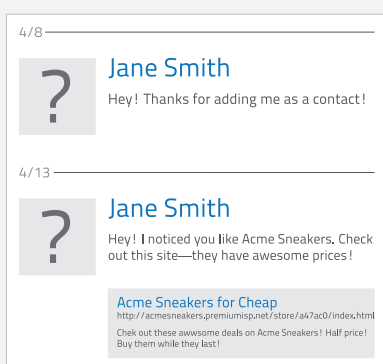 4/8
?
Jane Smith
Hey! Thanks for adding me as a contact!
4/13
?
Jane Smith
Hey! I noticed you like Acme Sneakers. Check
out this site—they have awesome prices!
Acme Sneakers for Cheap
http://acmesneakers.premiumisp.net/store/a47ac0/index.html
Chek out these awwsome deals on Acme Sneakers! Half price!
Buy them while they last!